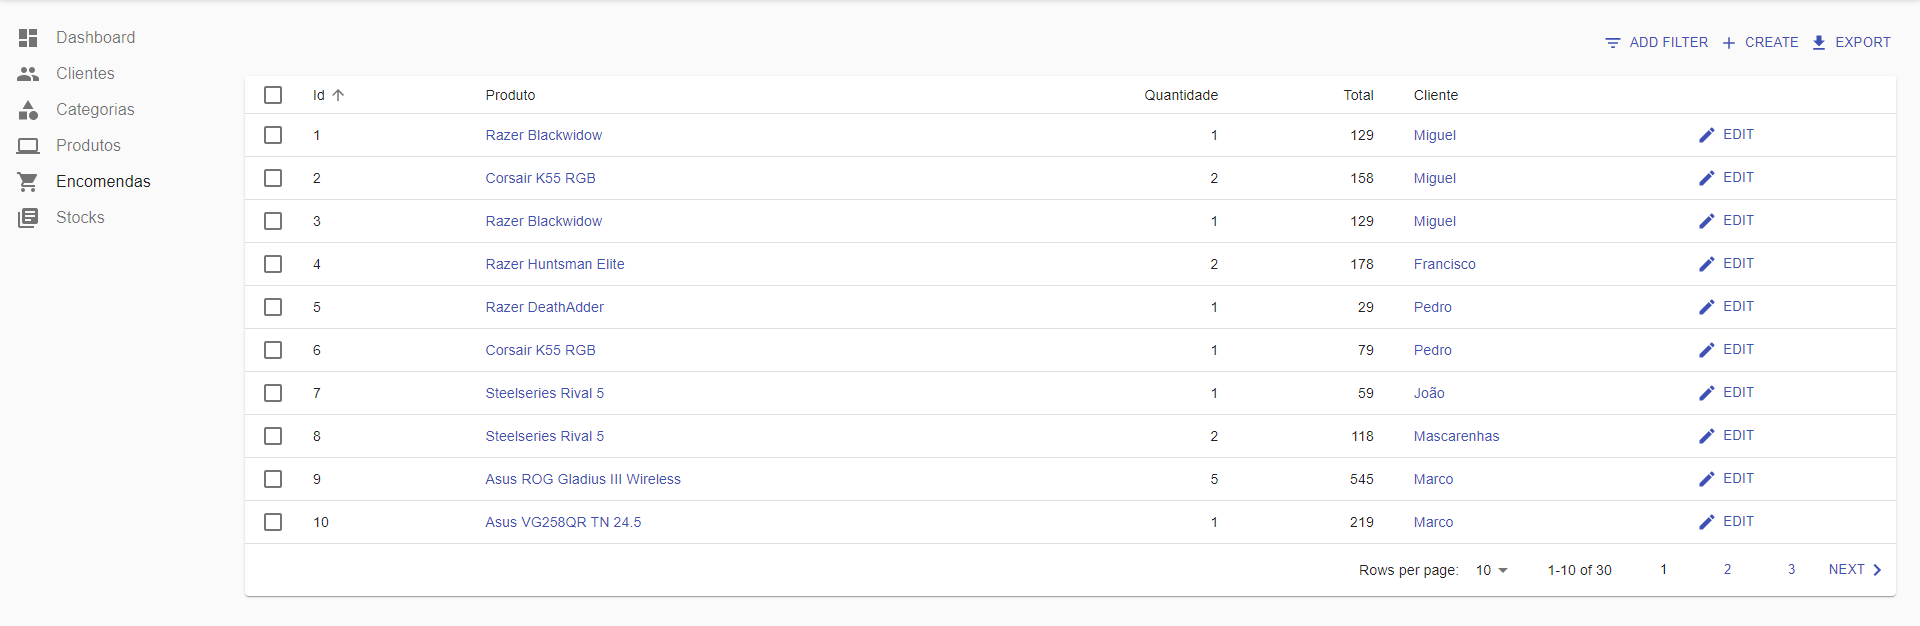 Dashboard
Clientes
Categorias
Produtos
Encomendas
Stocks
ADD FILTER CREATE EXPORT
Id Produto Quantidade Total Cliente
1 Razer Blackwidow 1 129 Miguel EDIT
2 Corsair K55 RGB 2 158 Miguel EDIT
3 Razer Blackwidow 1 129 Miguel EDIT
4 Razer Huntsman Elite 2 178 Francisco EDIT
5 Razer DeathAdder 1 29 Pedro EDIT
6 Corsair K55 RGB 1 79 Pedro EDIT
7 Steelseries Rival 5 1 59 João EDIT
8 Steelseries Rival 5 2 118 Mascarenhas EDIT
9 Asus ROG Gladius III Wireless 5 545 Marco EDIT
10 Asus VG258QR TN 24.5 1 219 Marco EDIT
Rows per page: 10 1-10 of 30 1 2 3 NEXT